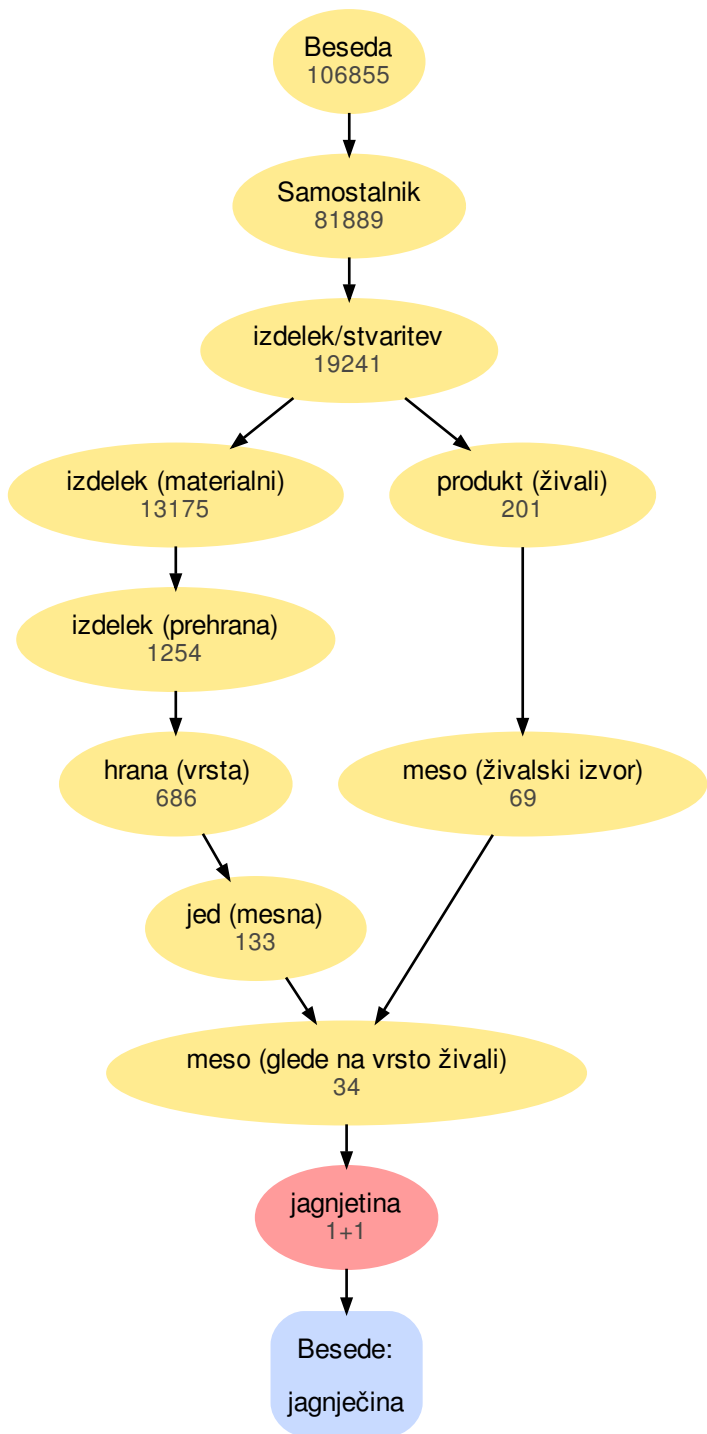 Beseda
106855
Samostalnik
81889
izdelek/stvaritev
19241
izdelek (materialni)
13175
produkt (živali)
201
izdelek (prehrana)
1254
hrana (vrsta)
686
meso (živalski izvor)
69
jed (mesna)
133
meso (glede na vrsto živali)
34
jagnjetina
1+1
Besede:
jagnječina